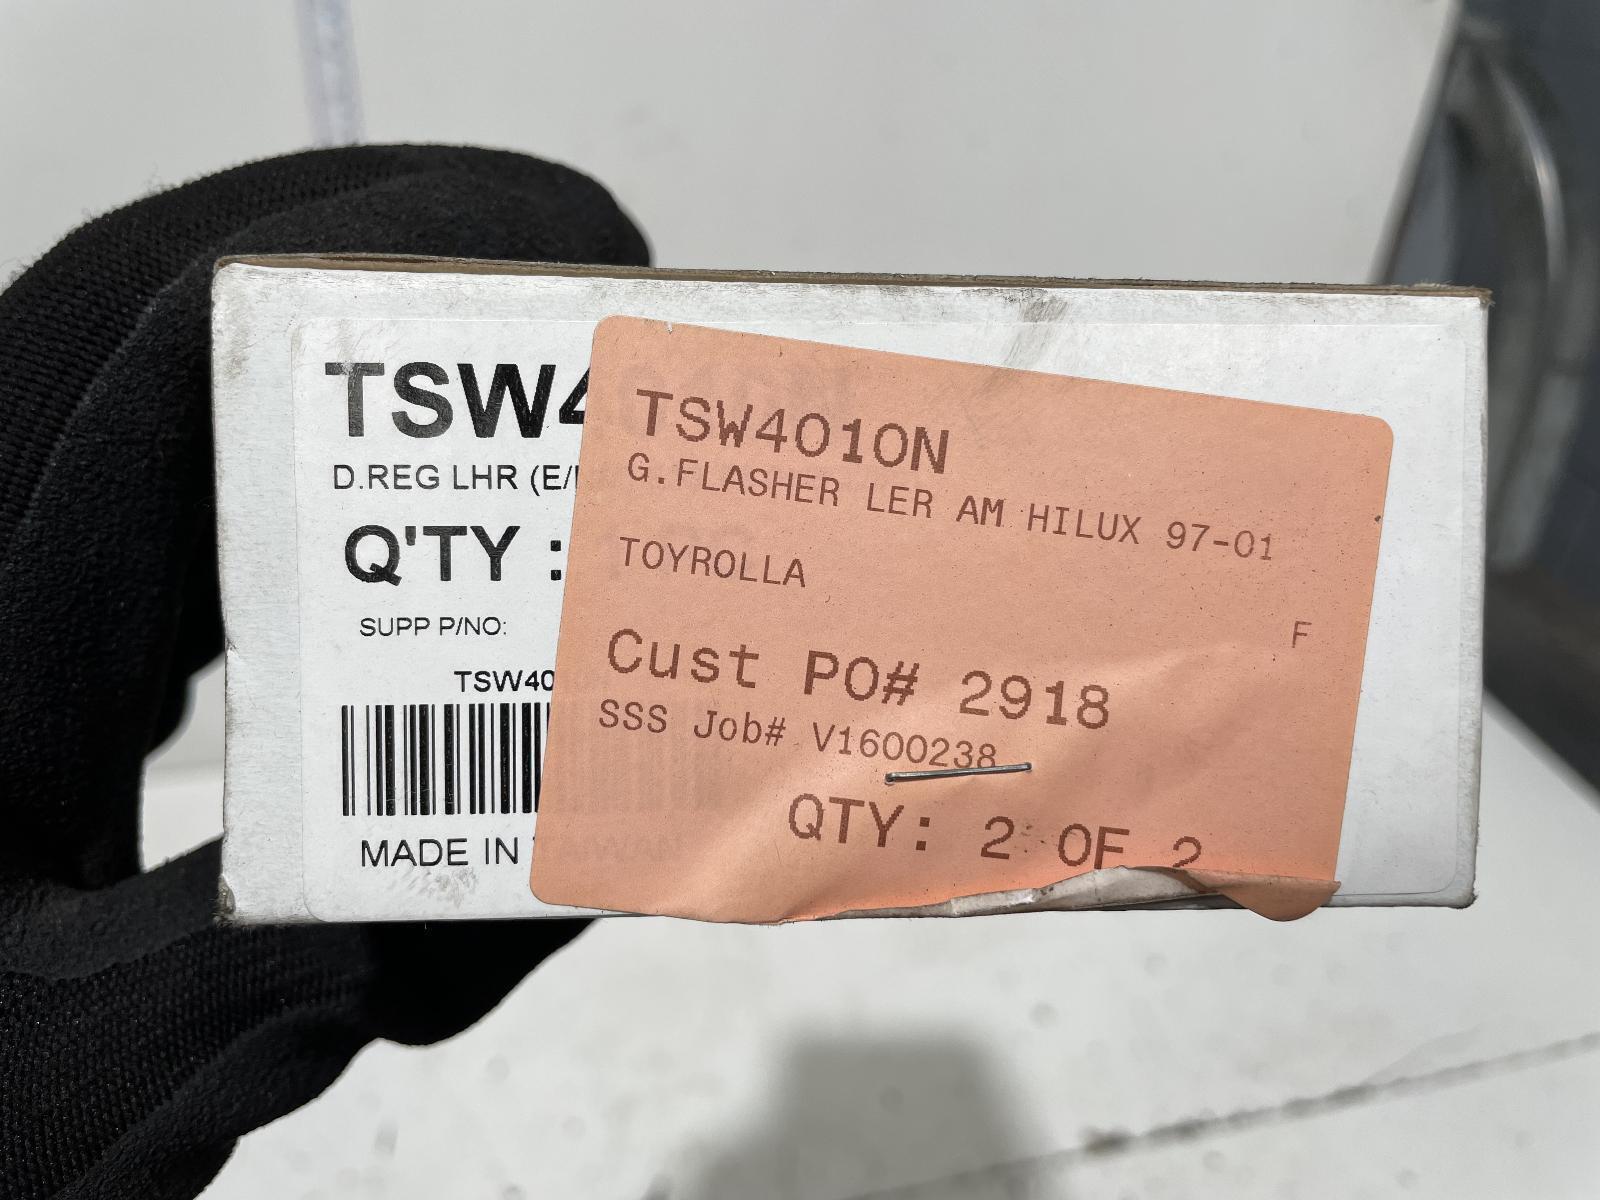 TSW4
D.REG LHR (E/
Q'TY :
SUPP P/NO:
TSW40
MADE IN TAIWAN
TSW4010N
G.FLASHER LER AM HILUX 97-01
TOYROLLA
F
Cust PO# 2918
SSS Job# V1600238
QTY: 2 OF 2